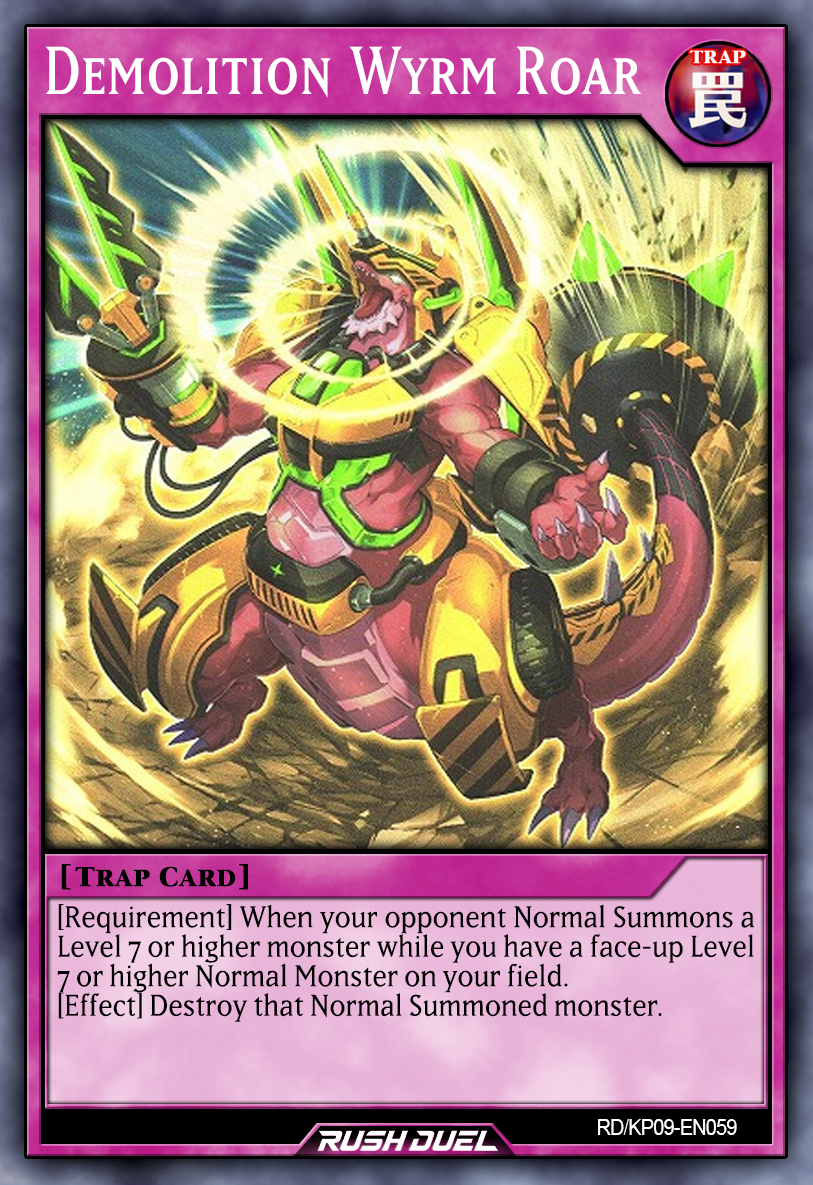 Demolition Wyrm Roar
TRAP
罠
[Trap Card]
[Requirement] When your opponent Normal Summons a
Level 7 or higher monster while you have a face-up Level
7 or higher Normal Monster on your field.
[Effect] Destroy that Normal Summoned monster.
RD/KP09-EN059
RUSH DUEL